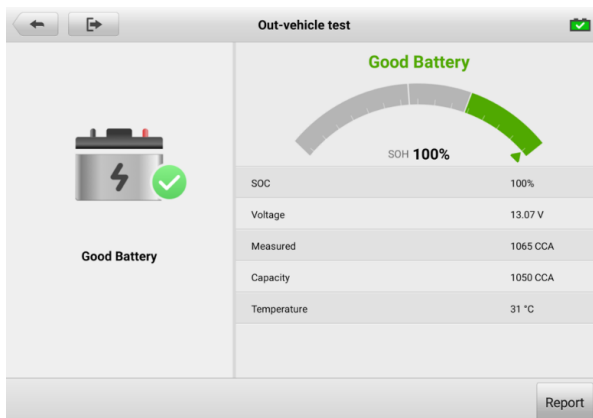 Out-vehicle test
Good Battery
Good Battery
SOH 100%
SOC 100%
Voltage 13.07 V
Measured 1065 CCA
Capacity 1050 CCA
Temperature 31 °C
Report